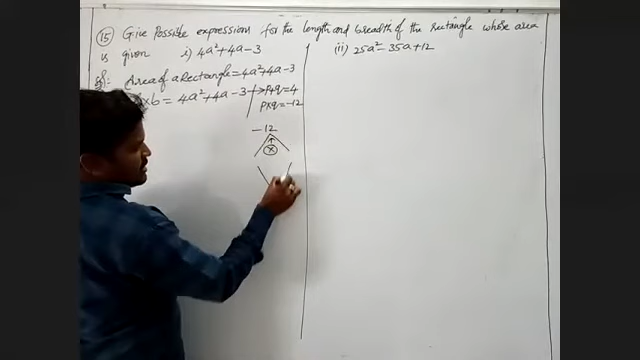 (15) Give possible expressions for the length and breadth of the rectangle whose area
is given i) 4a²+4a-3
(ii) 25a²-35a+12
Sol:- Area of a Rectangle = 4a²+4a-3
×b = 4a²+4a-3 → p+q=4
p×q=-12
-12
×